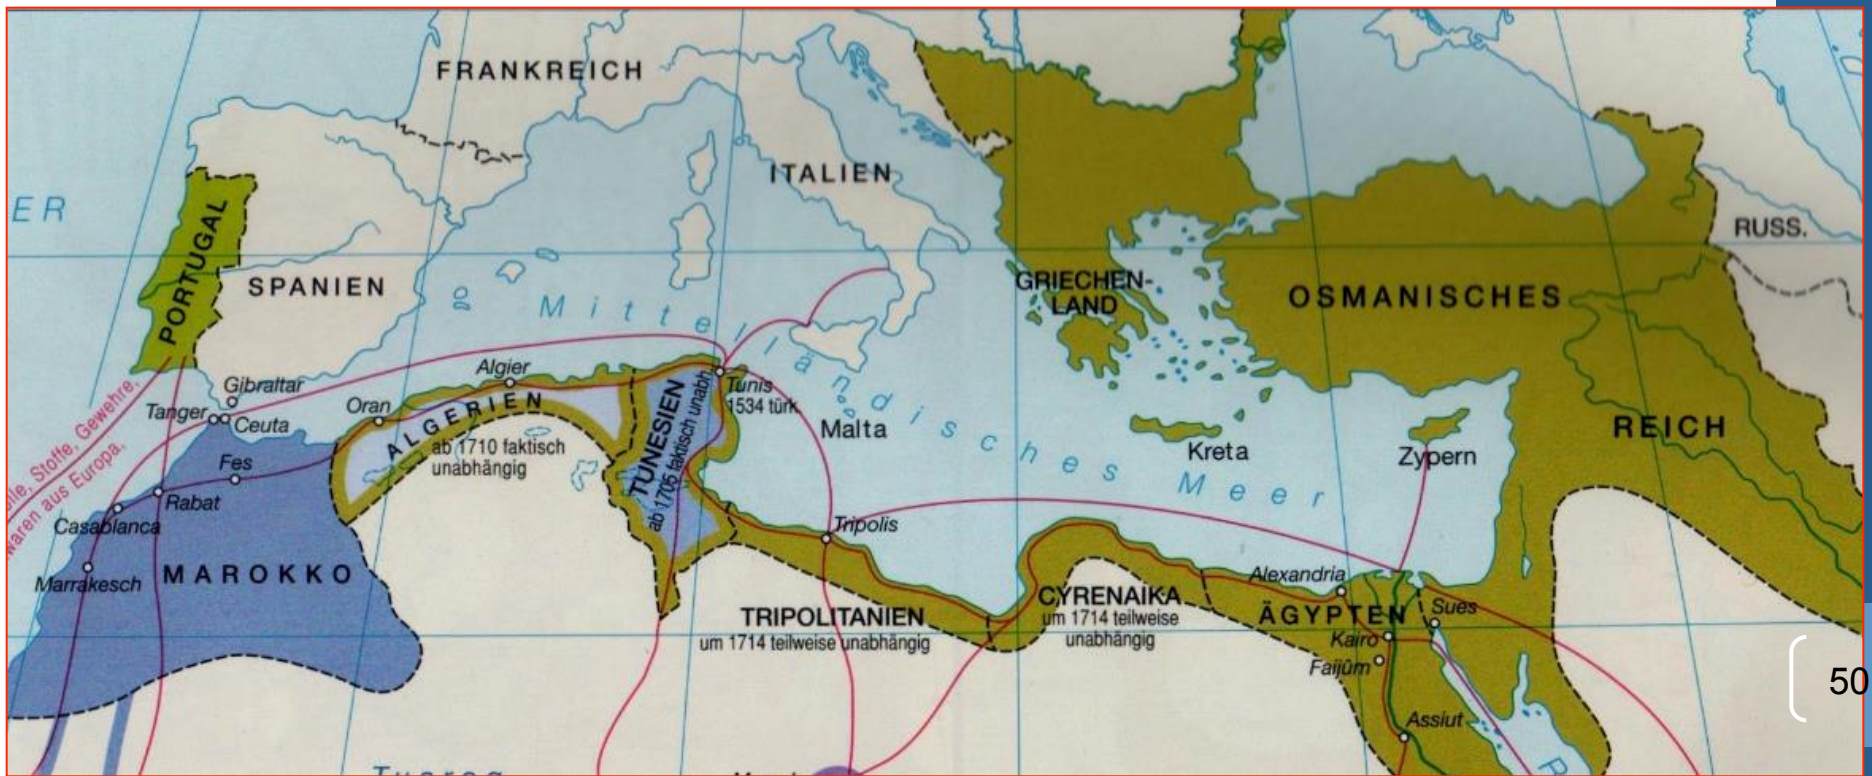 FRANKREICH
ITALIEN
ER
PORTUGAL
SPANIEN
RUSS.
GRIECHEN-
LAND
OSMANISCHES
REICH
Mittelländisches Meer
Stoffe, Gewehre,
waren aus Europa,
Gibraltar
Tanger
Ceuta
Algier
Oran
ALGERIEN
ab 1710 faktisch
unabhängig
TUNESIEN
ab 1705 faktisch unabh.
Tunis
1534 türk.
Malta
Kreta
Zypern
Fes
Rabat
Casablanca
Marrakesch
MAROKKO
Tripolis
TRIPOLITANIEN
um 1714 teilweise unabhängig
CYRENAIKA
um 1714 teilweise
unabhängig
Alexandria
ÄGYPTEN
Sues
Kairo
Faijûm
Assiut
50